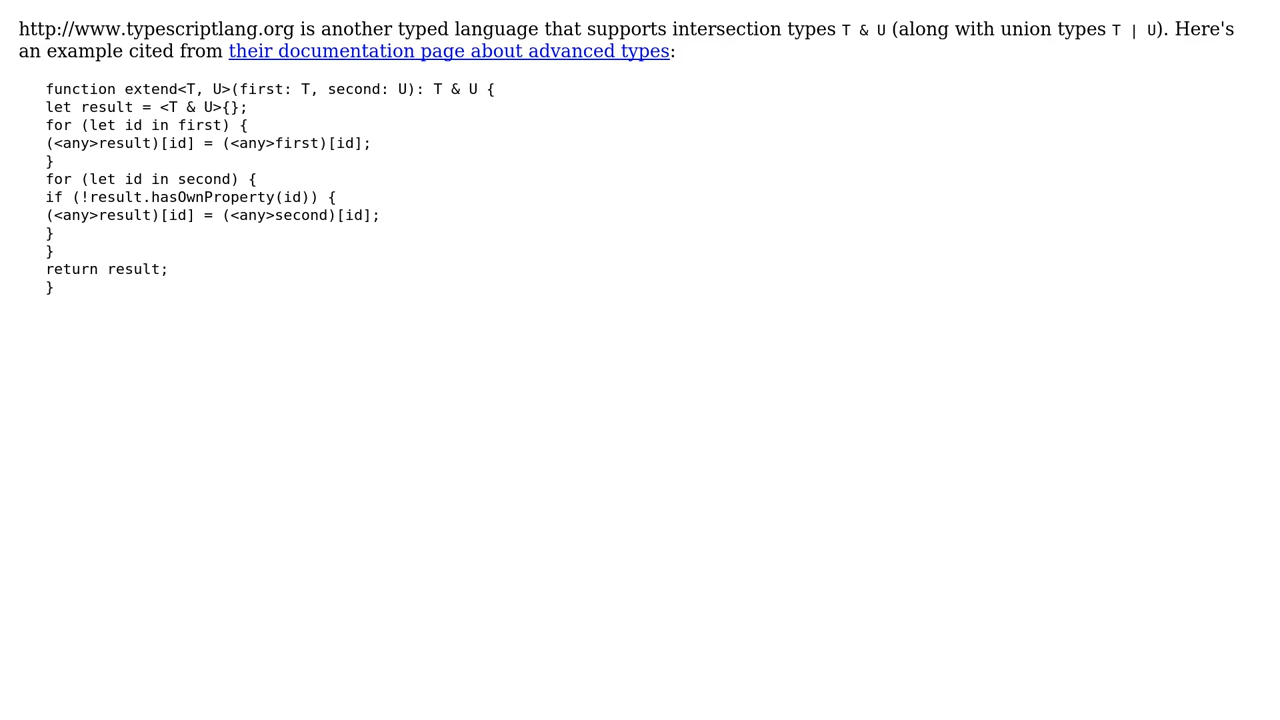 http://www.typescriptlang.org is another typed language that supports intersection types T & U (along with union types T | U). Here's
an example cited from their documentation page about advanced types:
function extend<T, U>(first: T, second: U): T & U {
let result = <T & U>{};
for (let id in first) {
(<any>result)[id] = (<any>first)[id];
}
for (let id in second) {
if (!result.hasOwnProperty(id)) {
(<any>result)[id] = (<any>second)[id];
}
}
return result;
}